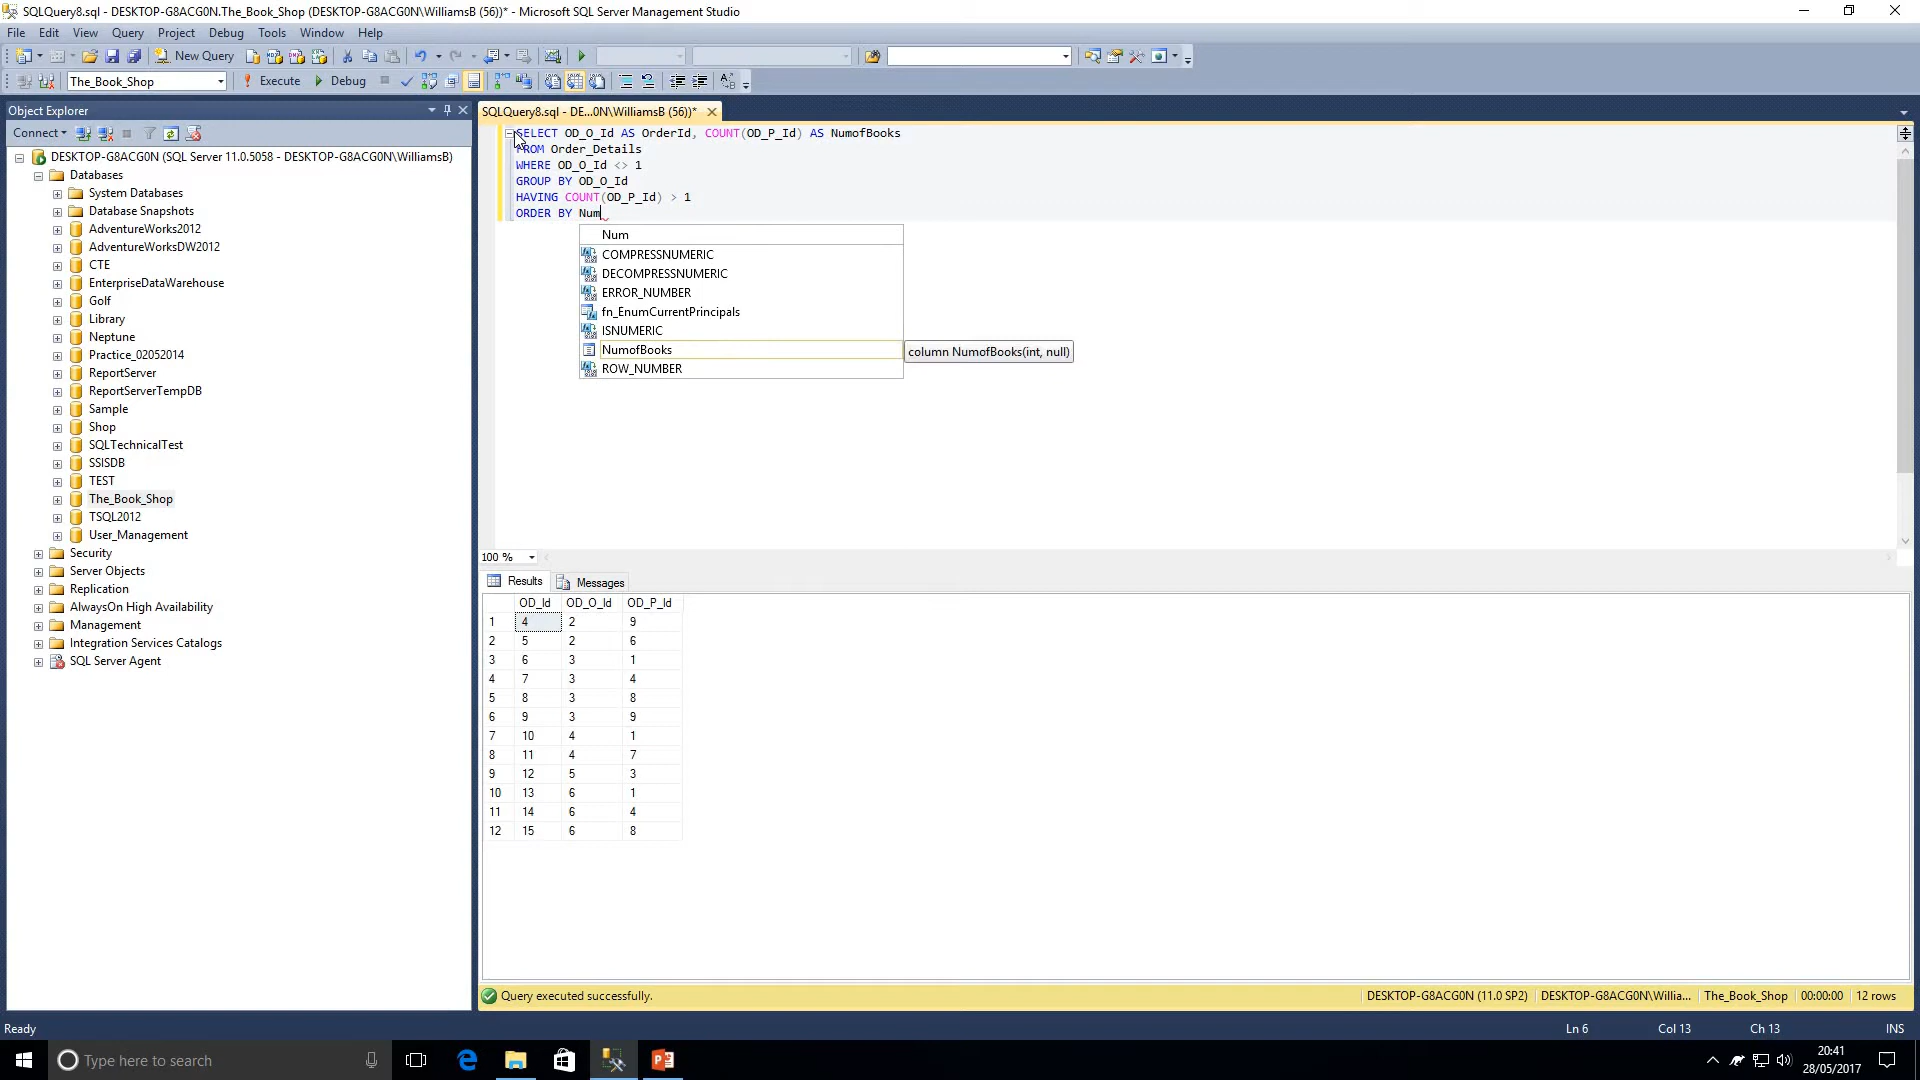 SQLQuery8.sql - DESKTOP-G8ACG0N.The_Book_Shop (DESKTOP-G8ACG0N\WilliamsB (56))* - Microsoft SQL Server Management Studio
File Edit View Query Project Debug Tools Window Help
New Query
The_Book_Shop Execute Debug
Object Explorer
Connect
DESKTOP-G8ACG0N (SQL Server 11.0.5058 - DESKTOP-G8ACG0N\WilliamsB)
Databases
System Databases
Database Snapshots
AdventureWorks2012
AdventureWorksDW2012
CTE
EnterpriseDataWarehouse
Golf
Library
Neptune
Practice_02052014
ReportServer
ReportServerTempDB
Sample
Shop
SQLTechnicalTest
SSISDB
TEST
The_Book_Shop
TSQL2012
User_Management
Security
Server Objects
Replication
AlwaysOn High Availability
Management
Integration Services Catalogs
SQL Server Agent
SQLQuery8.sql - DE...0N\WilliamsB (56))*
SELECT OD_O_Id AS OrderId, COUNT(OD_P_Id) AS NumofBooks
FROM Order_Details
WHERE OD_O_Id <> 1
GROUP BY OD_O_Id
HAVING COUNT(OD_P_Id) > 1
ORDER BY Num
Num
COMPRESSNUMERIC
DECOMPRESSNUMERIC
ERROR_NUMBER
fn_EnumCurrentPrincipals
ISNUMERIC
NumofBooks column NumofBooks(int, null)
ROW_NUMBER
100 %
Results Messages
OD_Id OD_O_Id OD_P_Id
1 4 2 9
2 5 2 6
3 6 3 1
4 7 3 4
5 8 3 8
6 9 3 9
7 10 4 1
8 11 4 7
9 12 5 3
10 13 6 1
11 14 6 4
12 15 6 8
Query executed successfully. DESKTOP-G8ACG0N (11.0 SP2) DESKTOP-G8ACG0N\Willia... The_Book_Shop 00:00:00 12 rows
Ready Ln 6 Col 13 Ch 13 INS
Type here to search
20:41
28/05/2017